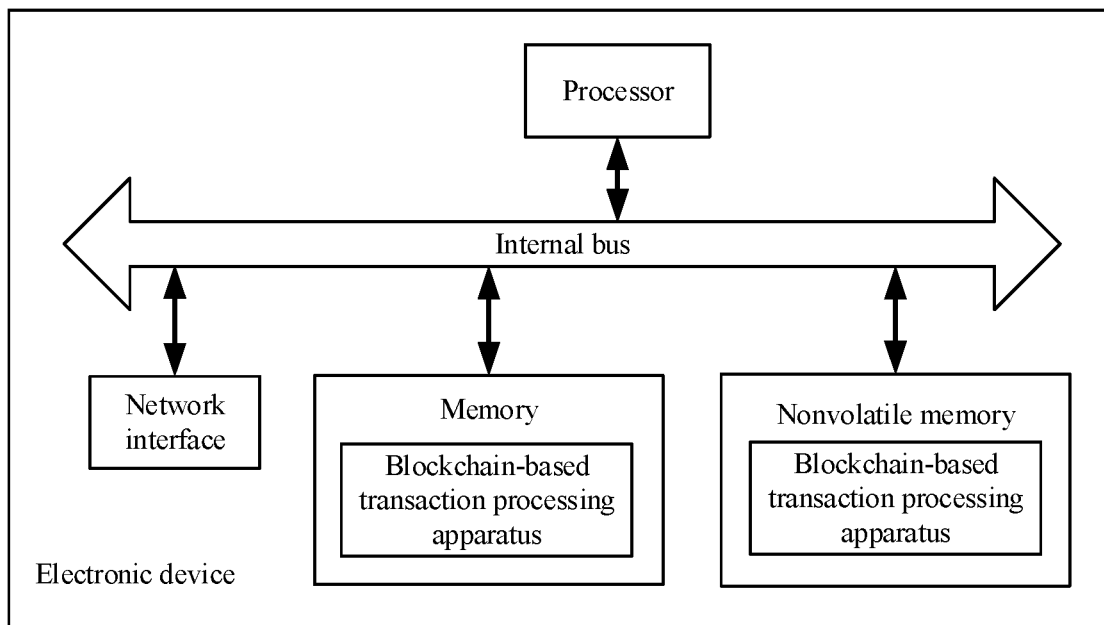 Processor
Internal bus
Network
interface
Memory
Blockchain-based
transaction processing
apparatus
Nonvolatile memory
Blockchain-based
transaction processing
apparatus
Electronic device